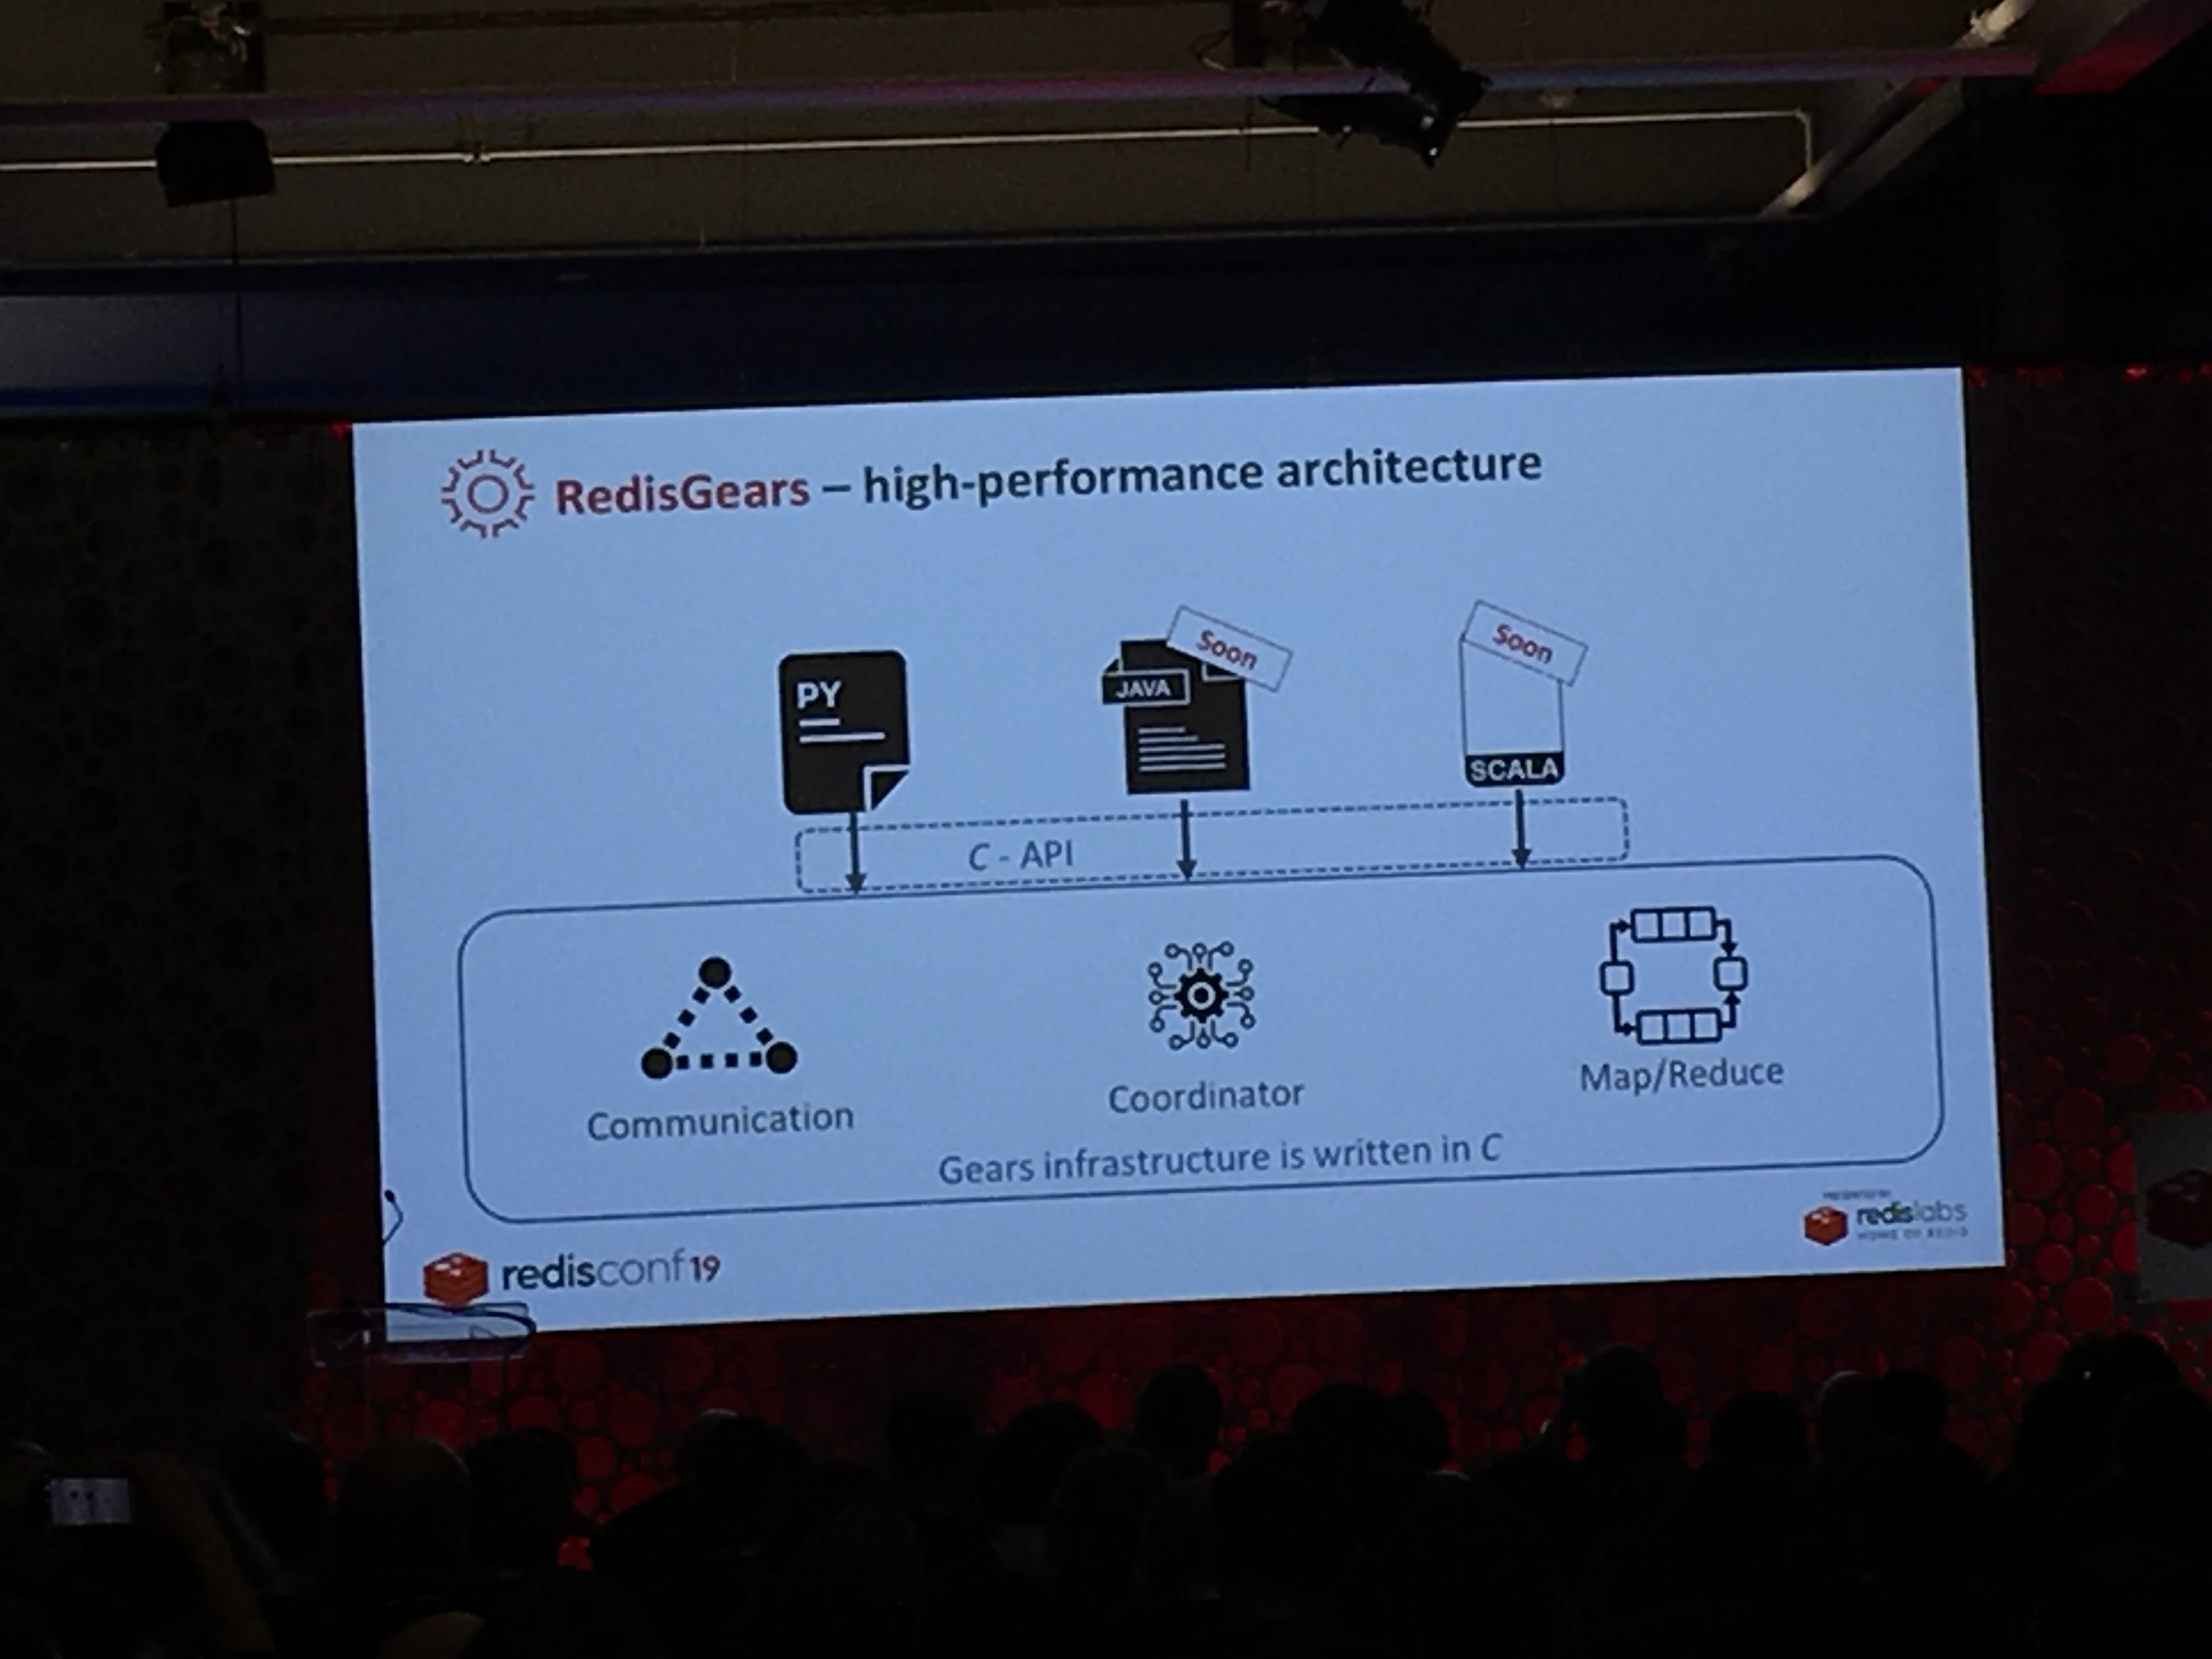 RedisGears – high-performance architecture
PY
JAVA
Soon
Soon
SCALA
C - API
Communication
Coordinator
Map/Reduce
Gears infrastructure is written in C
redisconf19
PRESENTED BY
redislabs
HOME OF REDIS